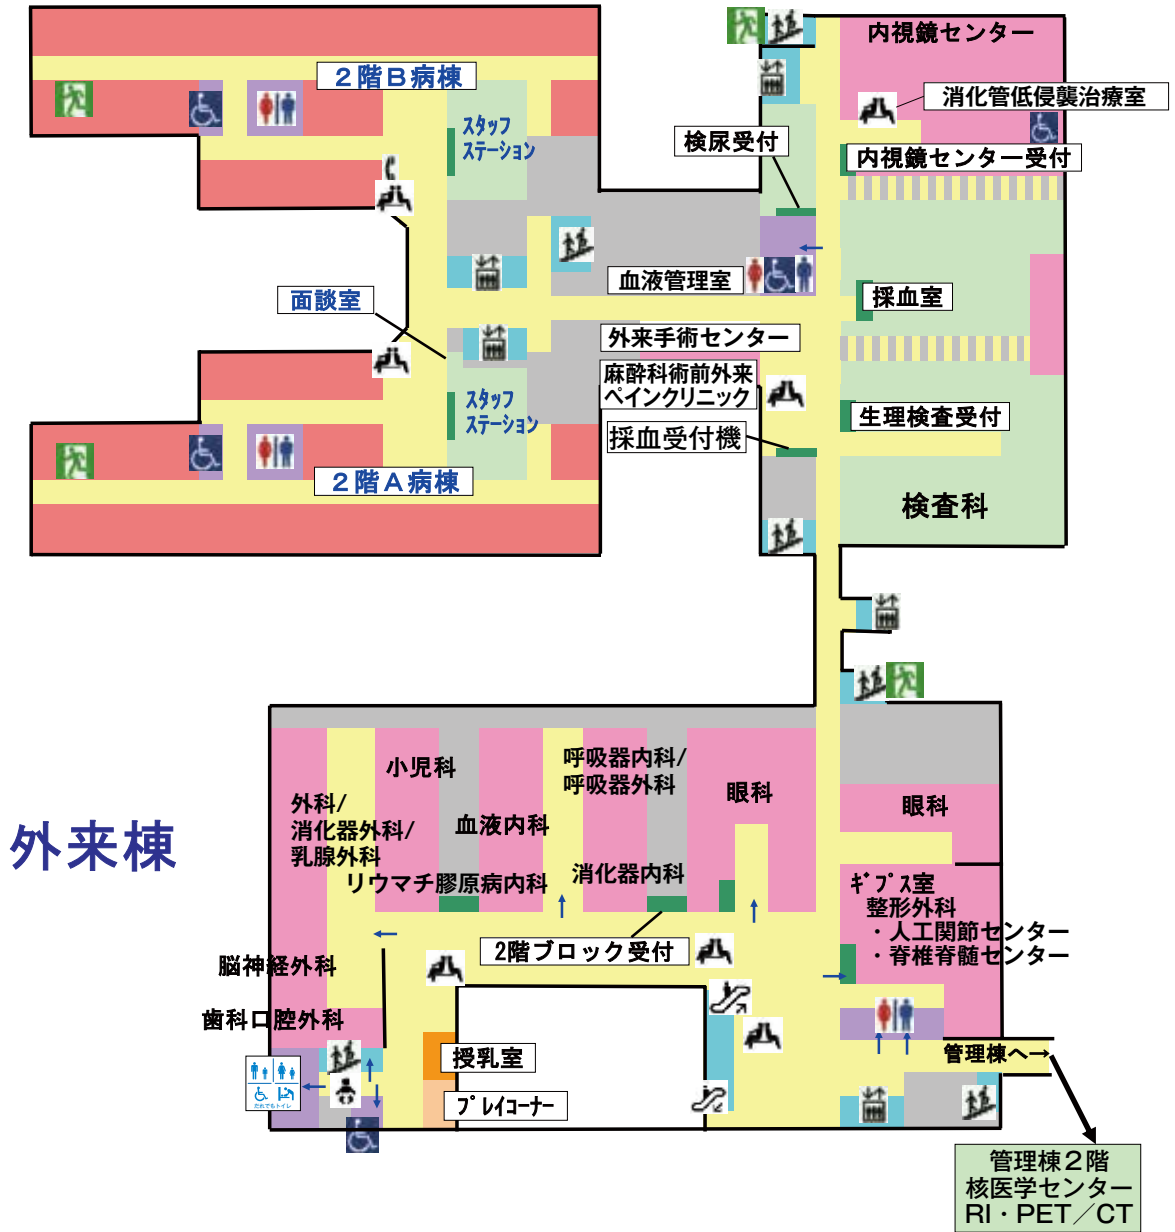 内視鏡センター
２階Ｂ病棟
消化管低侵襲治療室
スタッフ
ステーション
検尿受付
内視鏡センター受付
血液管理室
採血室
面談室
外来手術センター
麻酔科術前外来
ペインクリニック
スタッフ
ステーション
生理検査受付
採血受付機
２階Ａ病棟
検査科
外来棟
小児科
呼吸器内科/
呼吸器外科
眼科
眼科
外科/
消化器外科/
乳腺外科
血液内科
リウマチ膠原病内科
消化器内科
ギプス室
整形外科
・人工関節センター
・脊椎脊髄センター
2階ブロック受付
脳神経外科
歯科口腔外科
授乳室
プレイコーナー
だれでもトイレ
管理棟へ→
管理棟２階
核医学センター
RI・PET／CT